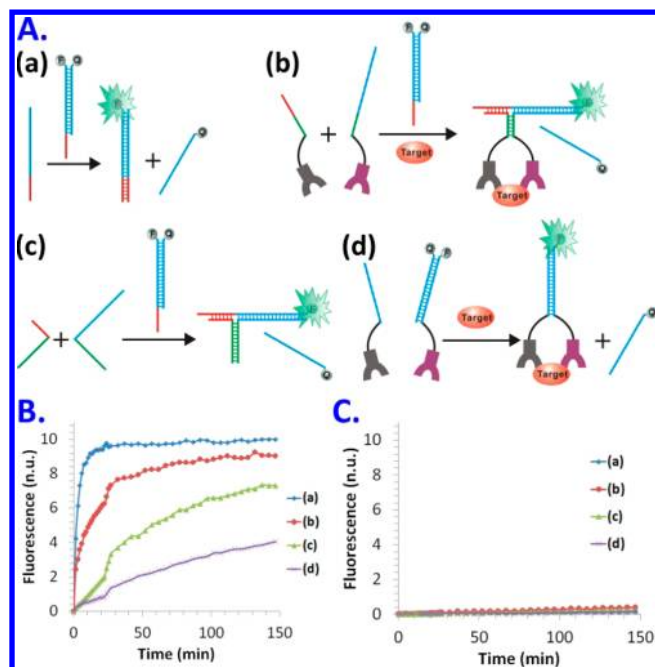 A.
(a)
F Q
+
Q
(b)
F Q
+
Target
Target
Q
(c)
F Q
+
Q
(d)
Q F
Target
Target
+
Q
B.
Fluorescence (n.u.)
10
8
6
4
2
0
0 50 100 150
Time (min)
(a)
(b)
(c)
(d)
C.
Fluorescence (n.u.)
10
8
6
4
2
0
0 50 100 150
Time (min)
(a)
(b)
(c)
(d)